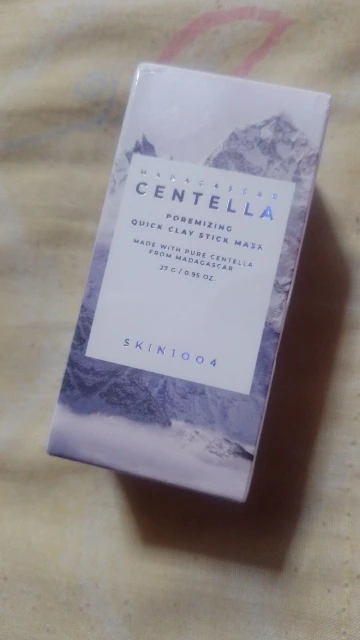 MADAGASCAR
CENTELLA
POREMIZING
QUICK CLAY STICK MASK
MADE WITH PURE CENTELLA
FROM MADAGASCAR
27 G / 0.95 OZ.
SKIN1004